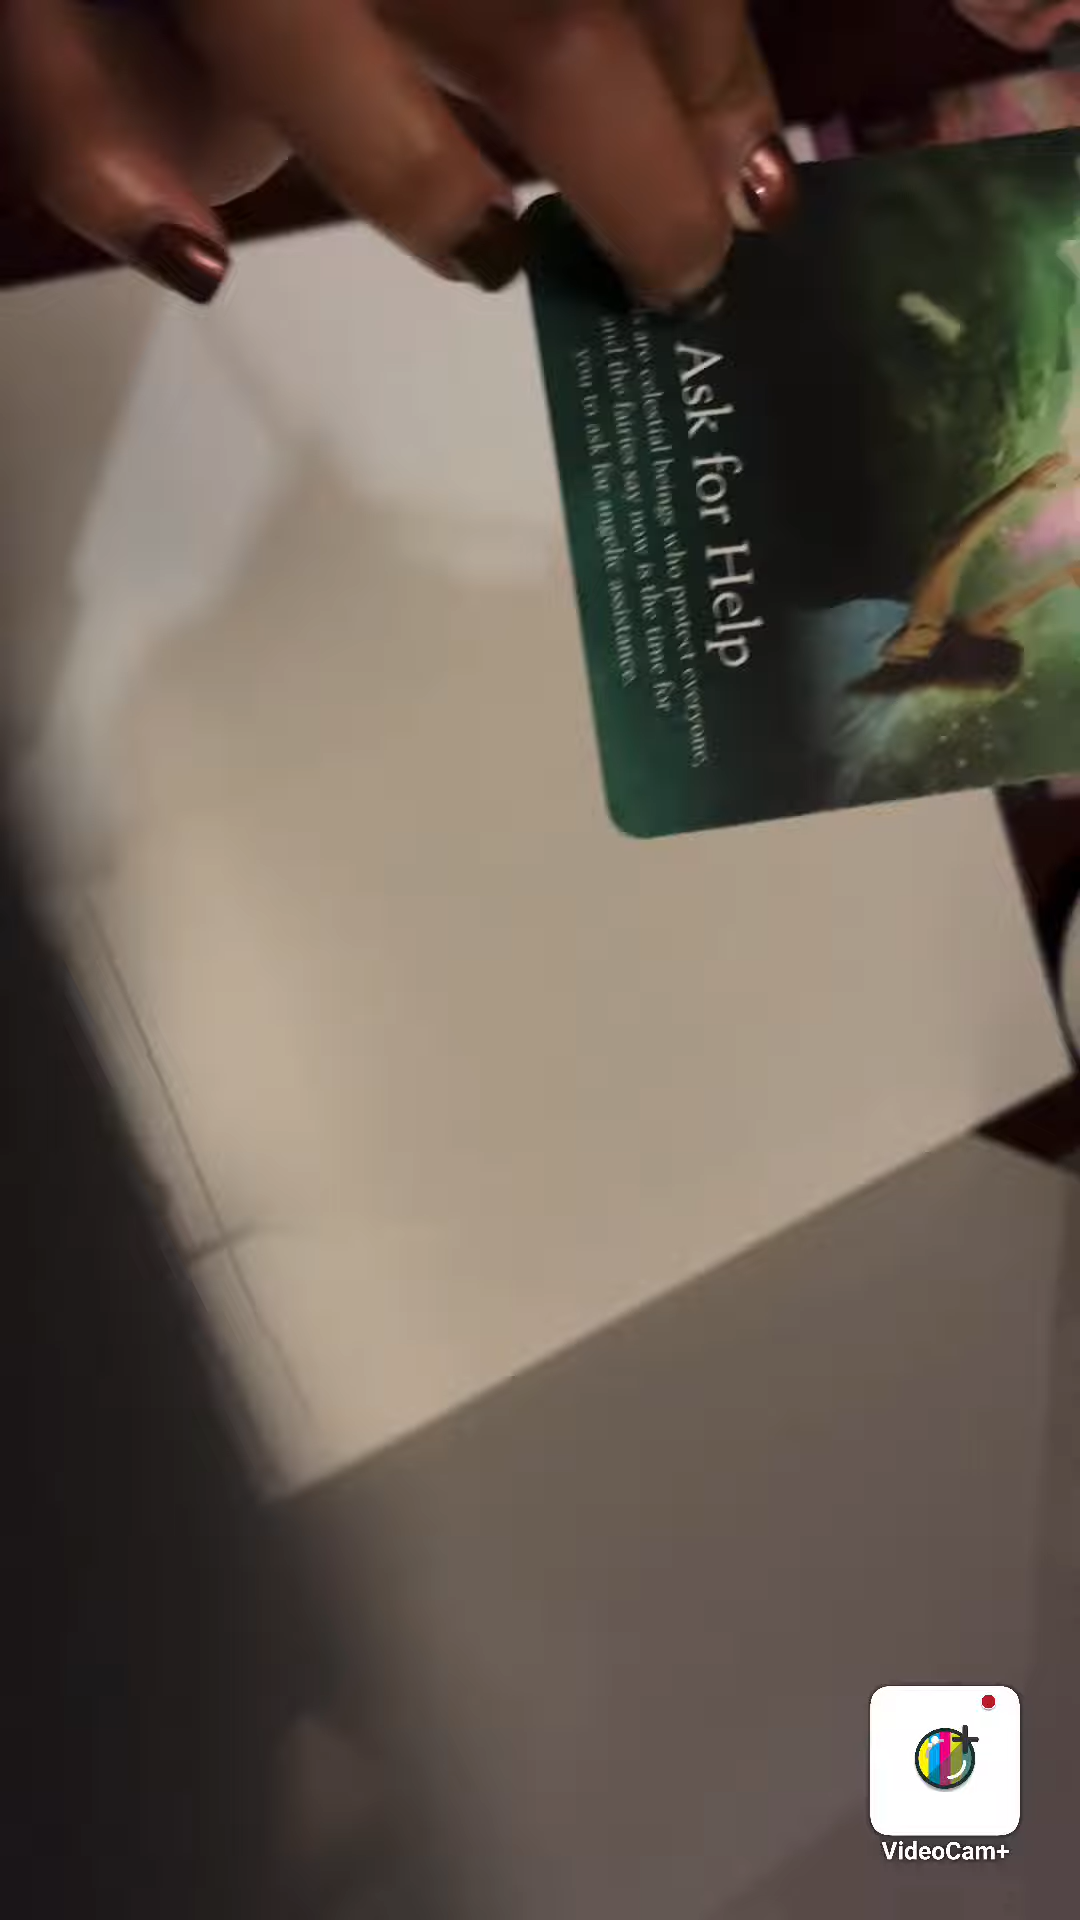 Ask for Help
are celestial beings who protect everyone,
and the fairies say now is the time for
you to ask for angelic assistance.
VideoCam+